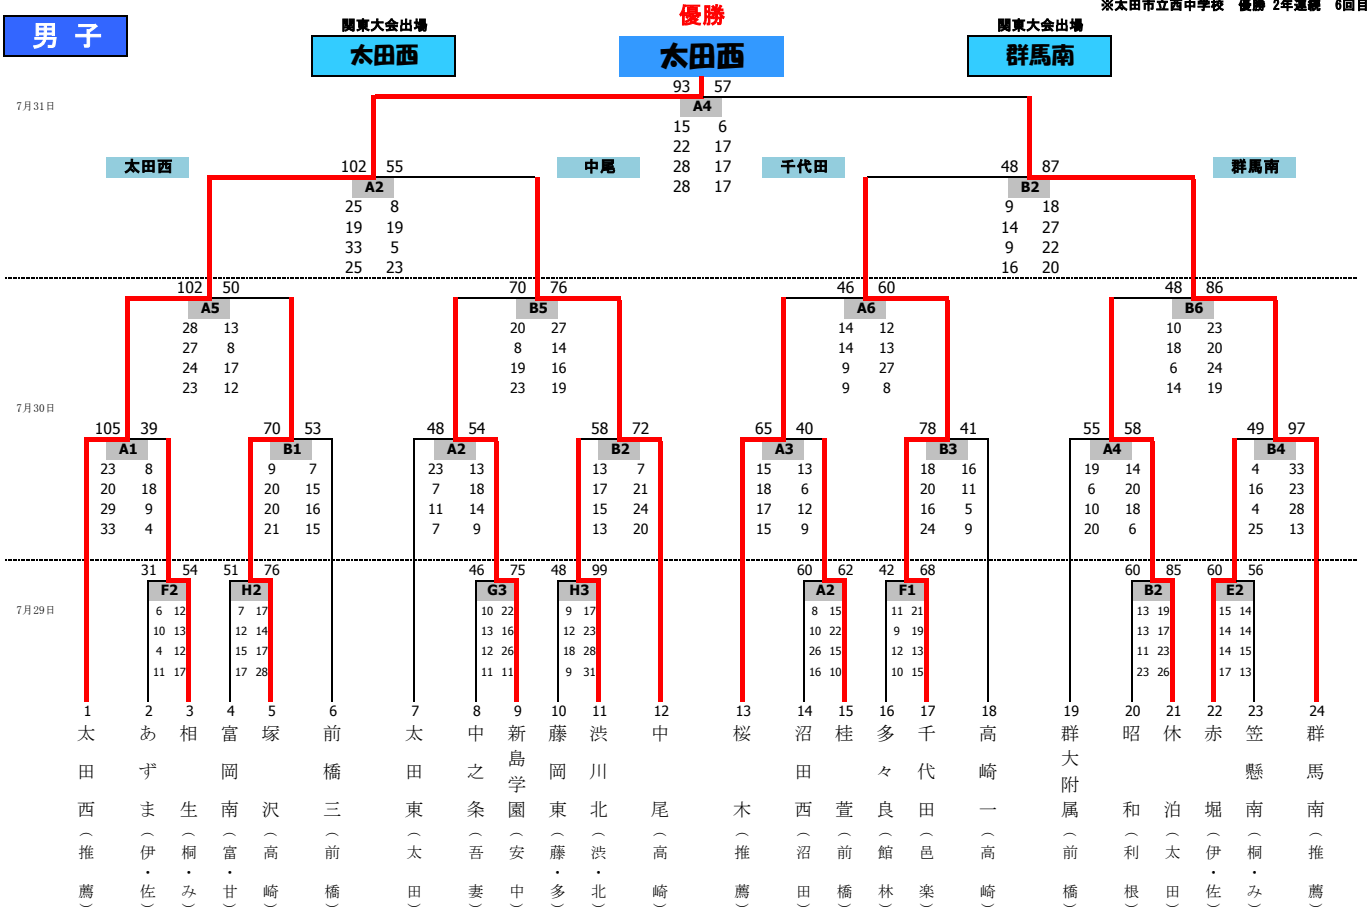 ※太田市立西中学校　優勝 2年連続　6回目
優勝
男 子
関東大会出場
関東大会出場
太田西
太田西
群馬南
93 57
7月31日
A4
15 6
22 17
28 17
28 17
太田西
102 55
中尾
千代田
48 87
群馬南
A2
B2
25 8
9 18
19 19
14 27
33 5
9 22
25 23
16 20
102 50
70 76
46 60
48 86
A5
B5
A6
B6
28 13
20 27
14 12
10 23
27 8
8 14
14 13
18 20
24 17
19 16
9 27
6 24
23 12
23 19
9 8
14 19
7月30日
105 39
70 53
48 54
58 72
65 40
78 41
55 58
49 97
A1
B1
A2
B2
A3
B3
A4
B4
23 8
9 7
23 13
13 7
15 13
18 16
19 14
4 33
20 18
20 15
7 18
17 21
18 6
20 11
6 20
16 23
29 9
20 16
11 14
15 24
17 12
16 5
10 18
4 28
33 4
21 15
7 9
13 20
15 9
24 9
20 6
25 13
31 54
51 76
46 75
48 99
60 62
42 68
60 85
60 56
F2
H2
G3
H3
A2
F1
B2
E2
7月29日
6 12
7 17
10 22
9 17
8 15
11 21
13 19
15 14
10 13
12 14
13 16
12 23
10 22
9 19
13 17
14 14
4 12
15 17
12 26
18 28
26 15
12 13
11 23
14 15
11 17
17 28
11 11
9 31
16 10
10 15
23 26
17 13
1
太田西（推薦）
2
あずま（伊・佐）
3
相生（桐・み）
4
富岡南（富・甘）
5
塚沢（高崎）
6
前橋三（前橋）
7
太田東（太田）
8
中之条（吾妻）
9
新島学園（安中）
10
藤岡東（藤・多）
11
渋川北（渋・北）
12
中尾（高崎）
13
桜木（推薦）
14
沼田西（沼田）
15
桂萱（前橋）
16
多々良（館林）
17
千代田（邑楽）
18
高崎一（高崎）
19
群大附属（前橋）
20
昭和（利根）
21
休泊（太田）
22
赤堀（伊・佐）
23
笠懸南（桐・み）
24
群馬南（推薦）